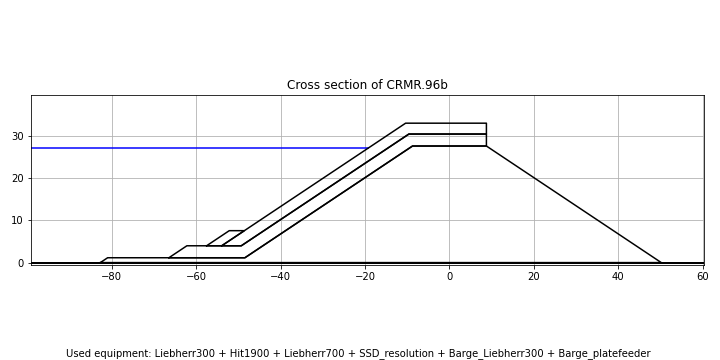 Cross section of CRMR.96b
30
20
10
0
−80 −60 −40 −20 0 20 40 60
Used equipment: Liebherr300 + Hit1900 + Liebherr700 + SSD_resolution + Barge_Liebherr300 + Barge_platefeeder